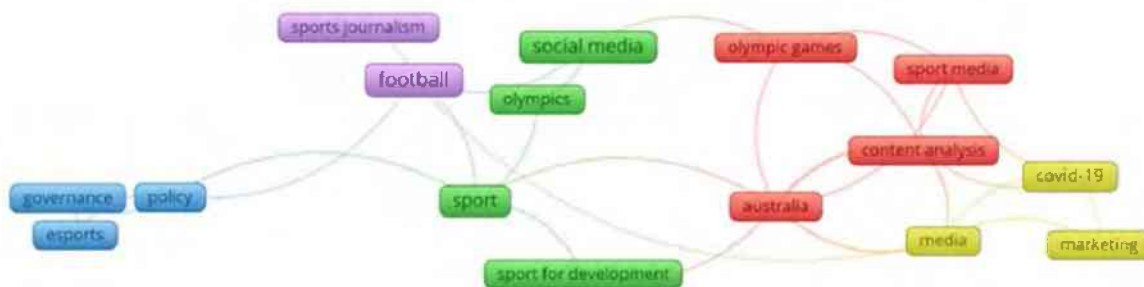 sports journalism
social media
olympic games
sport media
football
olympics
content analysis
covid-19
governance
policy
sport
australia
esports
media
marketing
sport for development